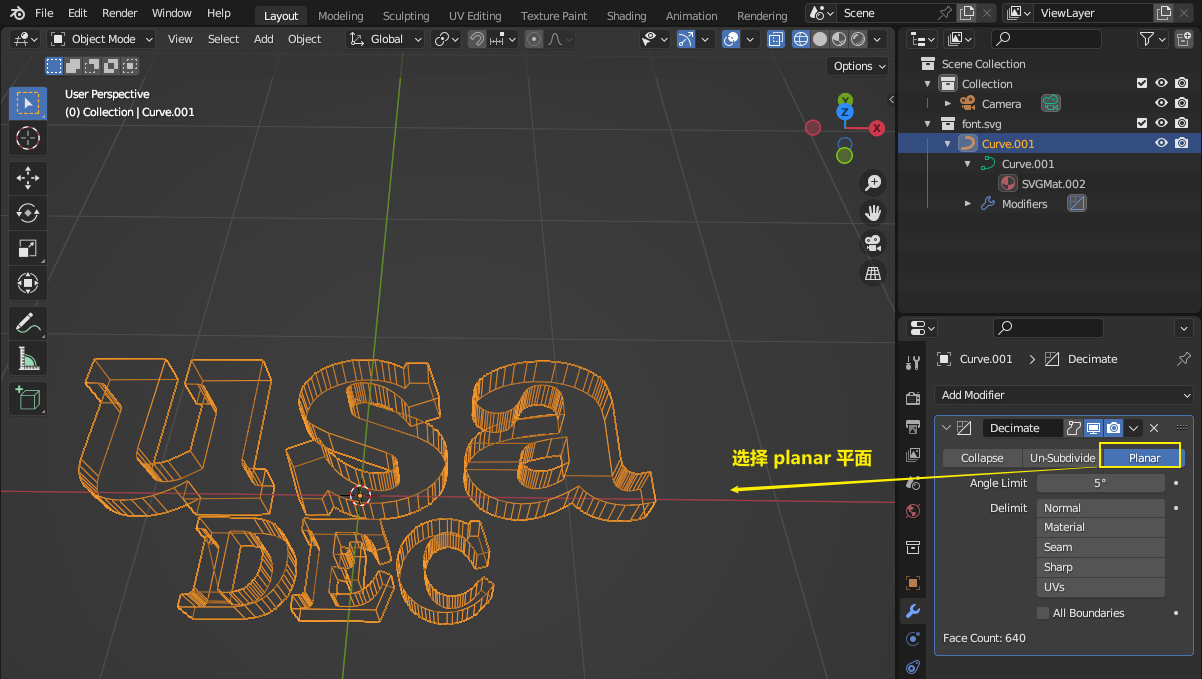 File Edit Render Window Help Layout Modeling Sculpting UV Editing Texture Paint Shading Animation Rendering Scene ViewLayer
Object Mode View Select Add Object Global
Options
User Perspective
(0) Collection | Curve.001
Y
Z
X
usa
DEC
选择 planar 平面
Scene Collection
Collection
Camera
font.svg
Curve.001
Curve.001
SVGMat.002
Modifiers
Curve.001 Decimate
Add Modifier
Decimate
Collapse Un-Subdivide Planar
Angle Limit 5°
Delimit Normal
Material
Seam
Sharp
UVs
All Boundaries
Face Count: 640